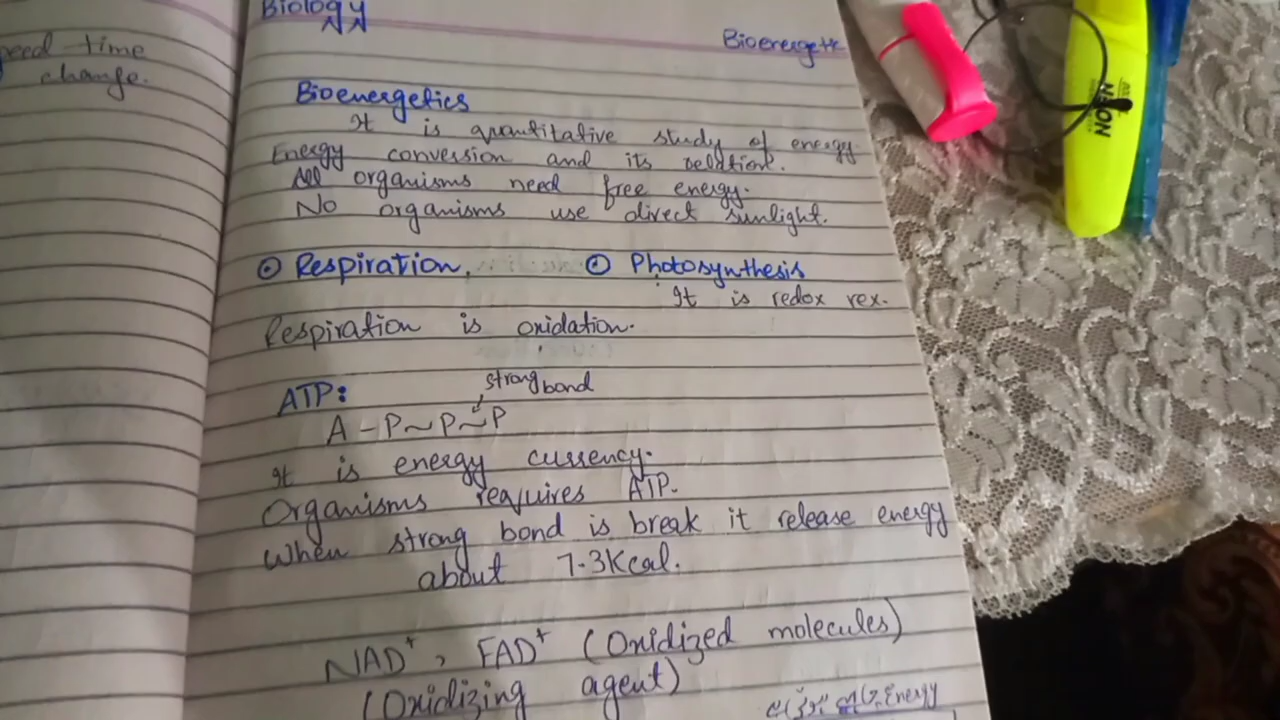 peed time
change.
Biology
Bioenergetic
Bioenergetics
It is quantitative study of energy.
Energy conversion and its relation.
All organisms need free energy.
No organisms use direct sunlight.
Respiration. Photosynthesis
It is redox rex.
Respiration is oxidation.
ATP: strong bond
A-P~P~P
It is energy currency.
Organisms requires ATP.
When strong bond is break it release energy
about 7.3Kcal.
NAD⁺, FAD⁺ (Oxidized molecules)
(Oxidizing agent)
Energy
NEON